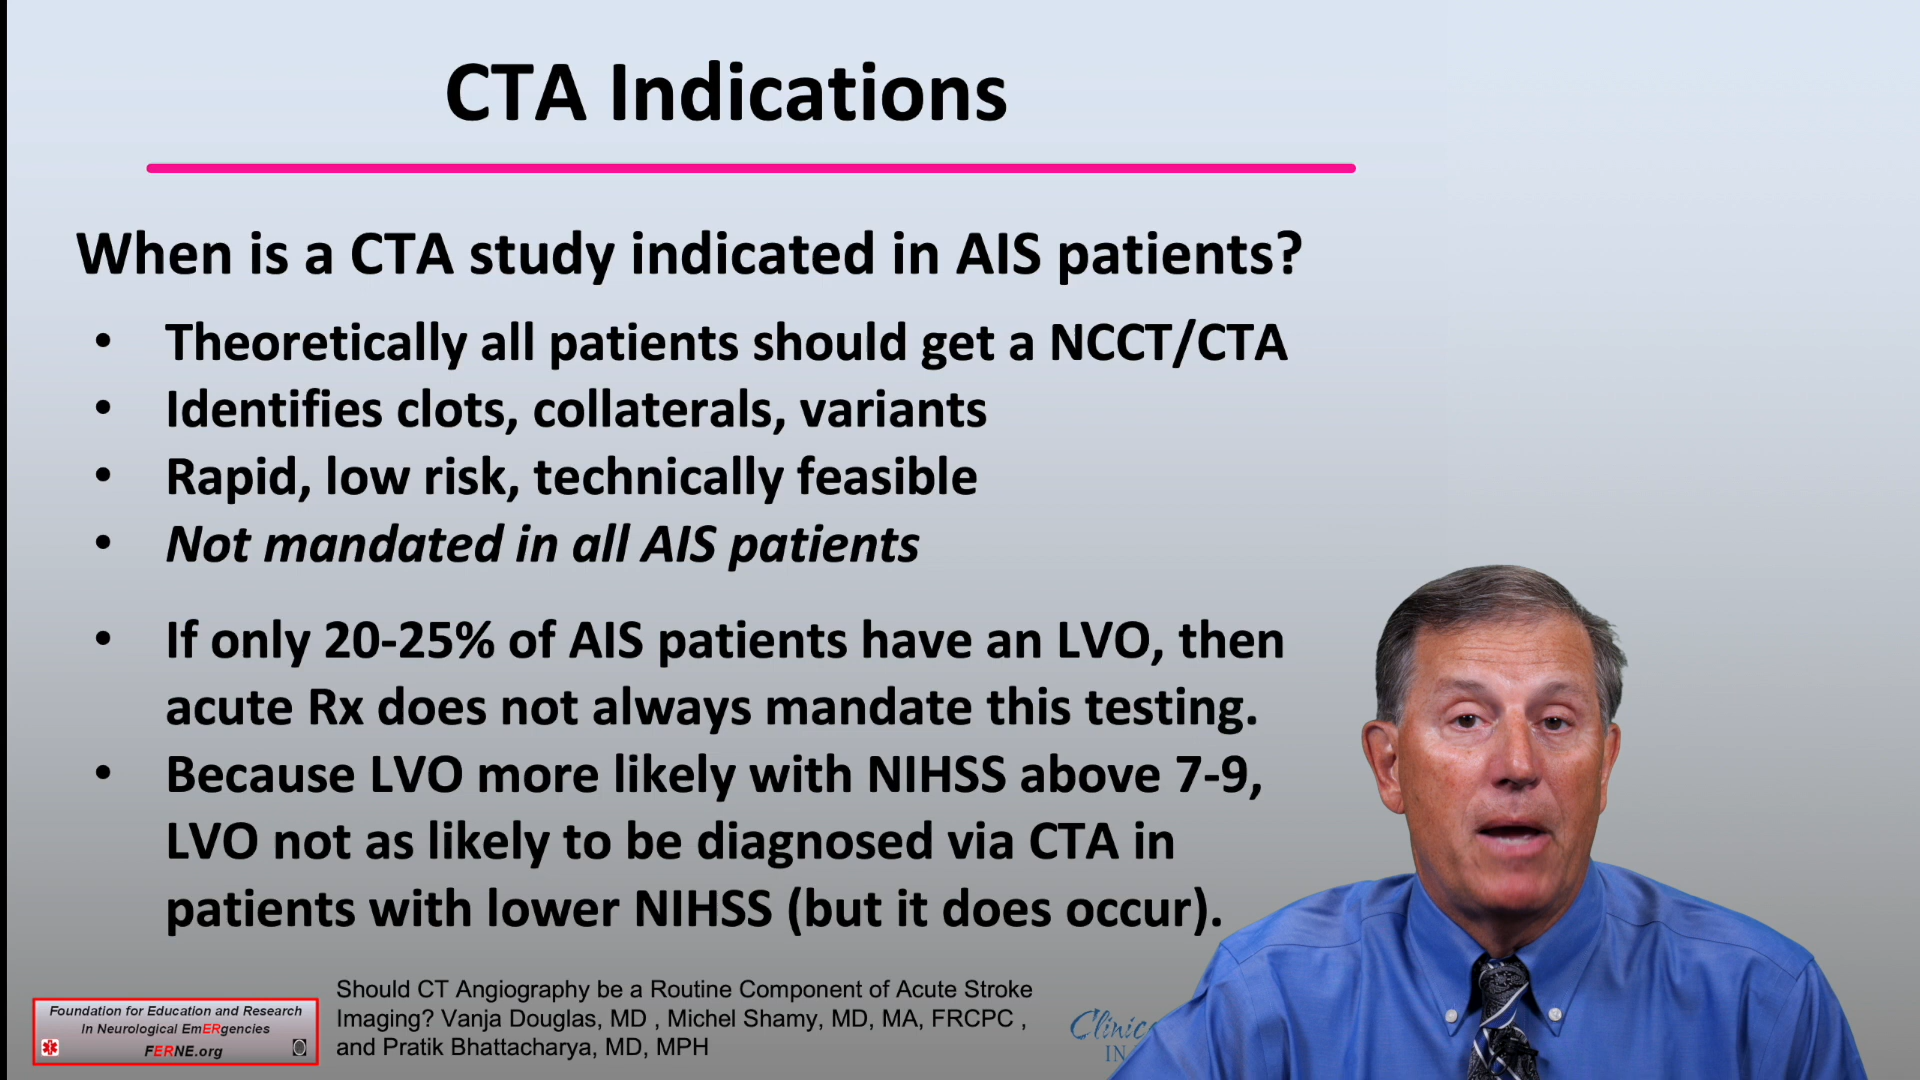 CTA Indications
When is a CTA study indicated in AIS patients?
• Theoretically all patients should get a NCCT/CTA
• Identifies clots, collaterals, variants
• Rapid, low risk, technically feasible
• Not mandated in all AIS patients
• If only 20-25% of AIS patients have an LVO, then
acute Rx does not always mandate this testing.
• Because LVO more likely with NIHSS above 7-9,
LVO not as likely to be diagnosed via CTA in
patients with lower NIHSS (but it does occur).
Foundation for Education and Research
in Neurological EmERgencies
FERNE.org
Should CT Angiography be a Routine Component of Acute Stroke
Imaging? Vanja Douglas, MD , Michel Shamy, MD, MA, FRCPC ,
and Pratik Bhattacharya, MD, MPH
IN